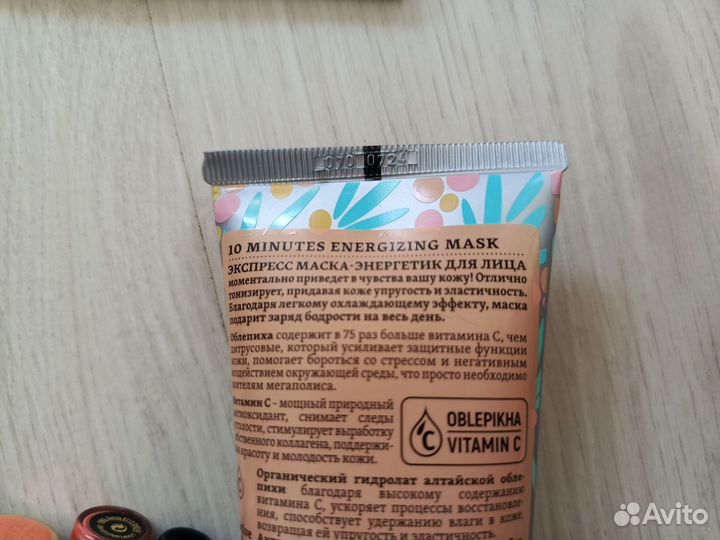 070 0724
10 MINUTES ENERGIZING MASK
ЭКСПРЕСС МАСКА-ЭНЕРГЕТИК ДЛЯ ЛИЦА
моментально приведет в чувства вашу кожу! Отлично
тонизирует, придавая коже упругость и эластичность.
Благодаря легкому охлаждающему эффекту, маска
подарит заряд бодрости на весь день.
Облепиха содержит в 75 раз больше витамина С, чем
цитрусовые, который усиливает защитные функции
кожи, помогает бороться со стрессом и негативным
воздействием окружающей среды, что просто необходимо
жителям мегаполиса.
Витамин С - мощный природный
антиоксидант, снимает следы
усталости, стимулирует выработку
собственного коллагена, поддержи-
красоту и молодость кожи.
OBLEPIKHA
C VITAMIN C
Органический гидролат алтайской обле-
пихи благодаря высокому содержанию
витамина С, ускоряет процессы восстановле-
ния, способствует удержанию влаги в коже,
возвращая ей упругость и эластичность.
Avito